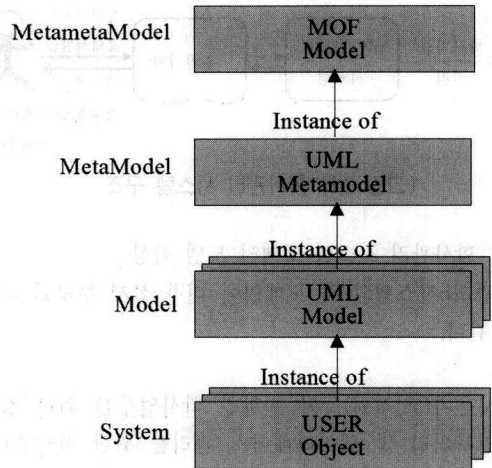 MetametaModel
MOF
Model
Instance of
MetaModel
UML
Metamodel
Instance of
Model
UML
Model
Instance of
System
USER
Object